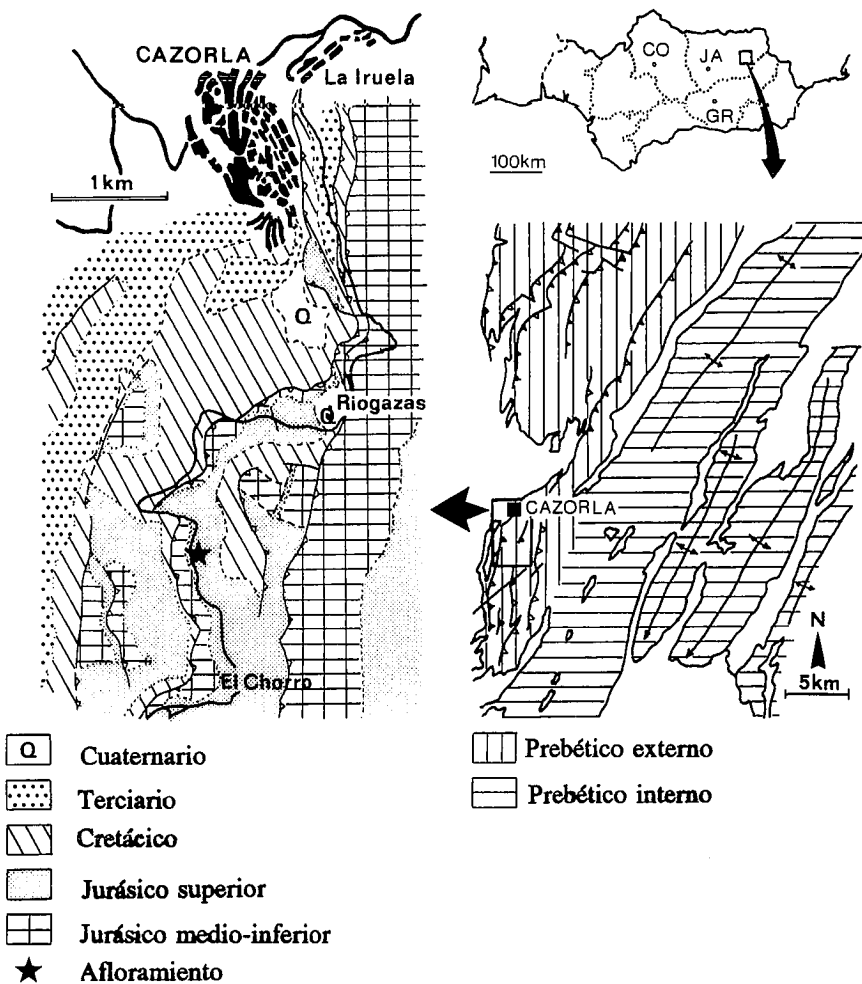 CAZORLA
La Iruela
1km
Q
Q
Riogazas
El Chorro
CO
JA
GR
100km
CAZORLA
N
5km
Q Cuaternario
Terciario
Cretácico
Jurásico superior
Jurásico medio-inferior
Afloramiento
Prebético externo
Prebético interno